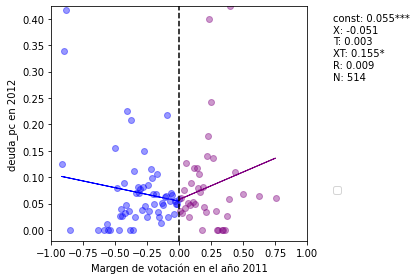 const: 0.055***
X: -0.051
T: 0.003
XT: 0.155*
R: 0.009
N: 514
deuda_pc en 2012
0.40
0.35
0.30
0.25
0.20
0.15
0.10
0.05
0.00
−1.00 −0.75 −0.50 −0.25 0.00 0.25 0.50 0.75 1.00
Margen de votación en el año 2011